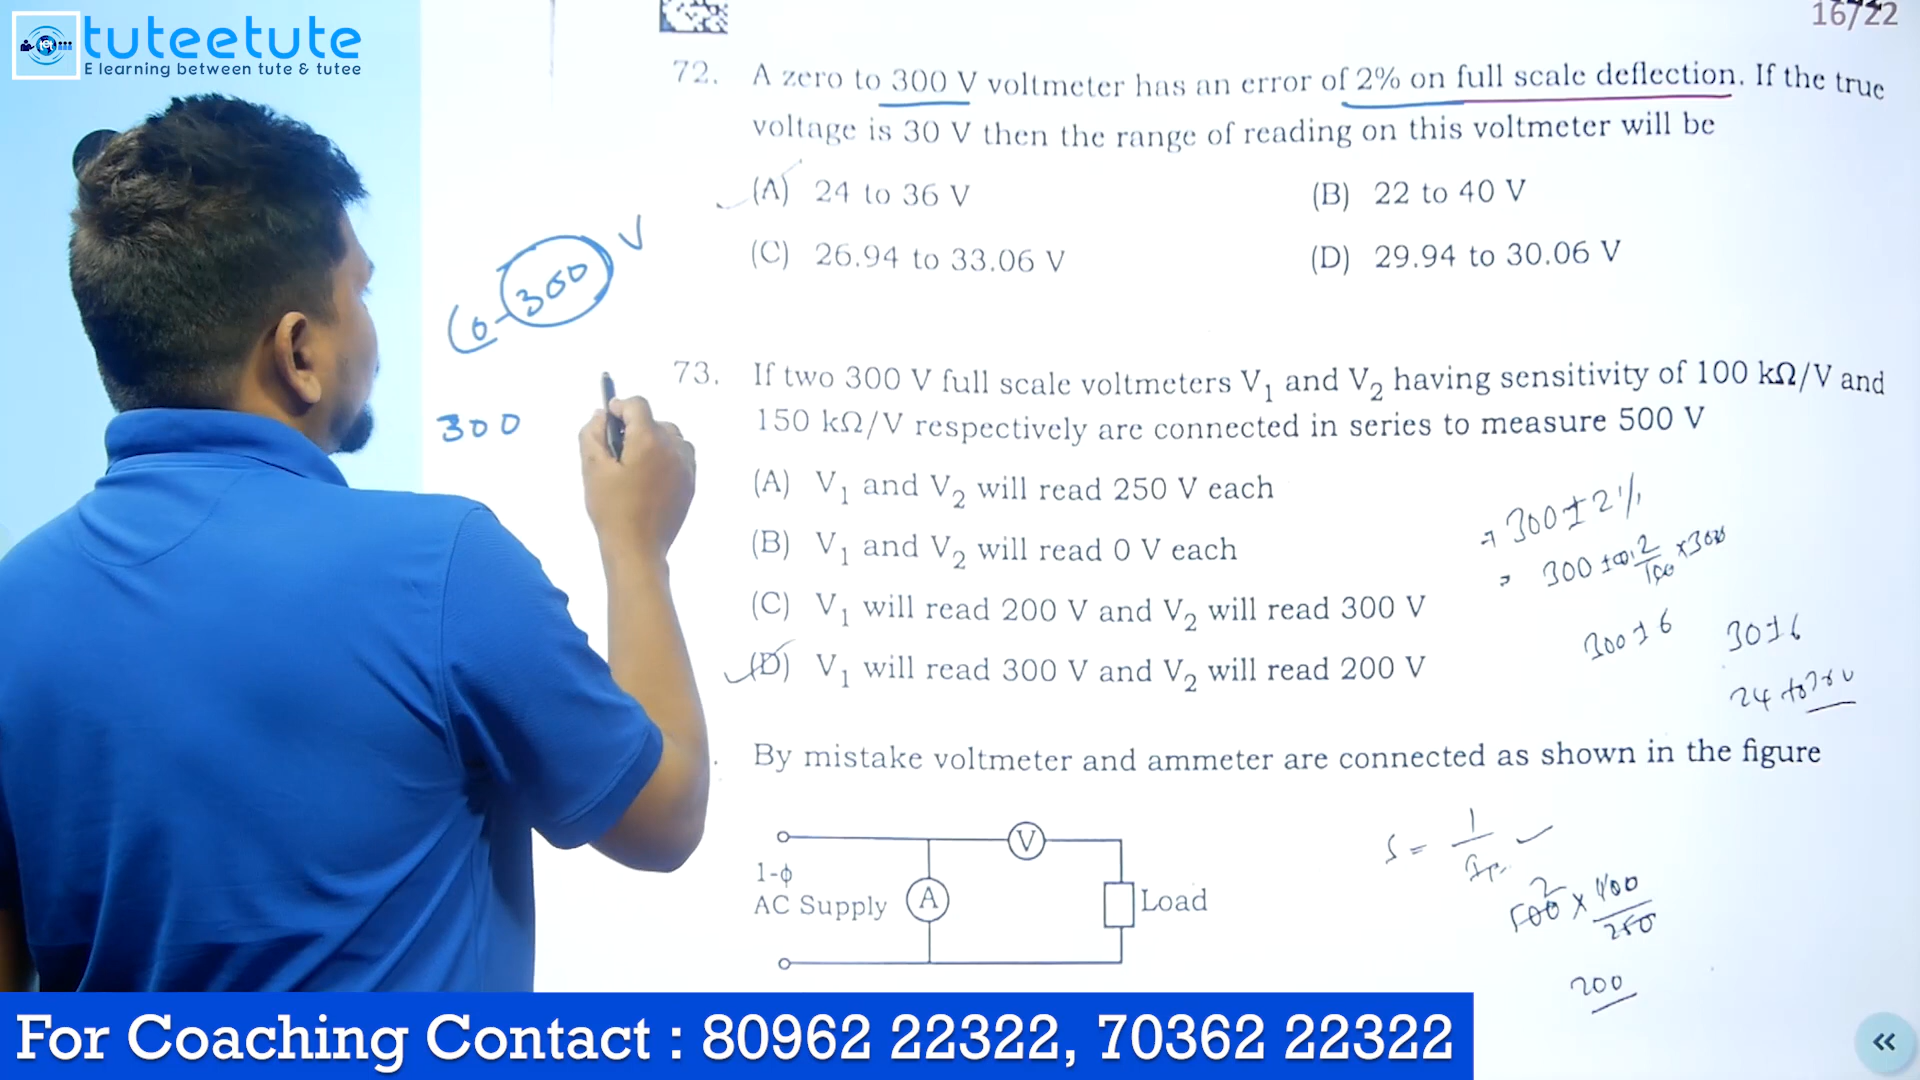 tuteetute
E learning between tute & tutee
16/22
72. A zero to 300 V voltmeter has an error of 2% on full scale deflection. If the true
voltage is 30 V then the range of reading on this voltmeter will be
(A) 24 to 36 V
(B) 22 to 40 V
(C) 26.94 to 33.06 V
(D) 29.94 to 30.06 V
300 V
300
73. If two 300 V full scale voltmeters V₁ and V₂ having sensitivity of 100 kΩ/V and
150 kΩ/V respectively are connected in series to measure 500 V
(A) V₁ and V₂ will read 250 V each
(B) V₁ and V₂ will read 0 V each
(C) V₁ will read 200 V and V₂ will read 300 V
(D) V₁ will read 300 V and V₂ will read 200 V
300 ± 2%
300 ± 2/100 × 300
300 ± 6
30 ± 6
24 to
. By mistake voltmeter and ammeter are connected as shown in the figure
V
1-ϕ
AC Supply
A
Load
S = 1/
500 × 100/250
2
200
For Coaching Contact : 80962 22322, 70362 22322
«